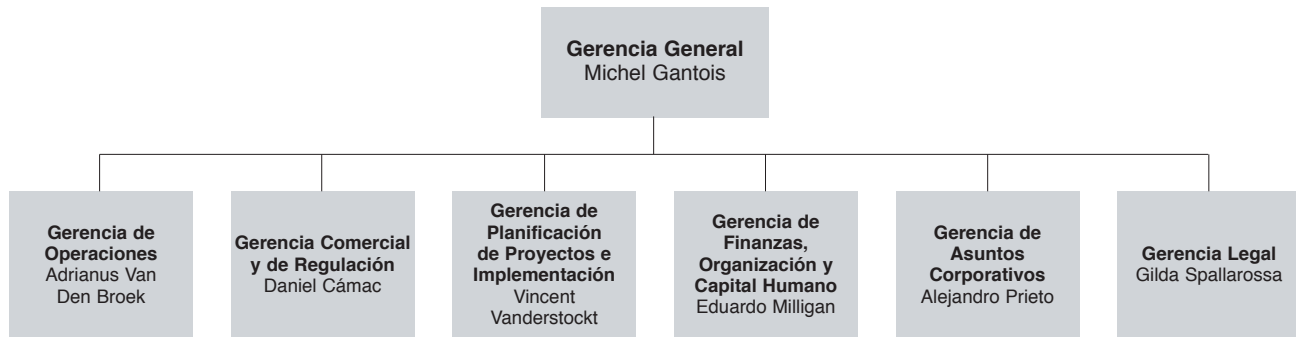 Gerencia General
Michel Gantois
Gerencia de
Operaciones
Adrianus Van
Den Broek
Gerencia Comercial
y de Regulación
Daniel Cámac
Gerencia de
Planificación
de Proyectos e
Implementación
Vincent
Vanderstockt
Gerencia de
Finanzas,
Organización y
Capital Humano
Eduardo Milligan
Gerencia de
Asuntos
Corporativos
Alejandro Prieto
Gerencia Legal
Gilda Spallarossa